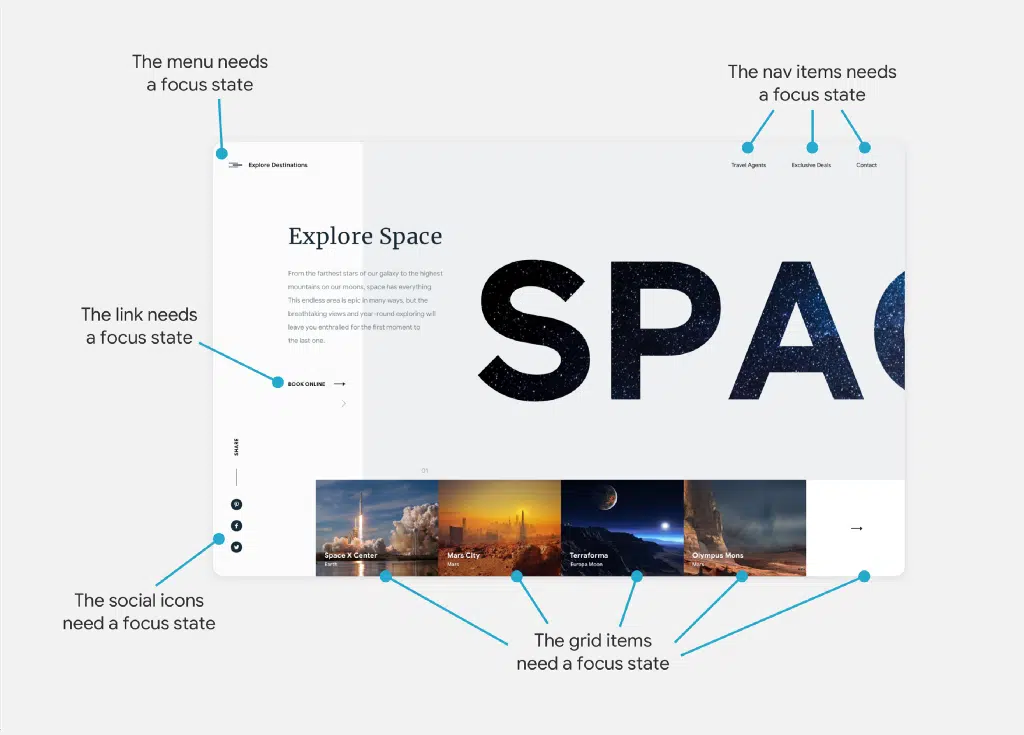 The menu needs
a focus state
The nav items needs
a focus state
Explore Destinations
Travel Agents
Exclusive Deals
Contact
Explore Space
From the farthest stars of our galaxy to the highest
mountains on our moons, space has everything.
This endless area is epic in many ways, but the
breathtaking views and year-round exploring will
leave you enthralled for the first moment to
the last one.
SPAC
The link needs
a focus state
BOOK ONLINE
SHARE
01
Space X Center
Earth
Mars City
Mars
Terraforma
Europa Moon
Olympus Mons
Mars
The social icons
need a focus state
The grid items
need a focus state